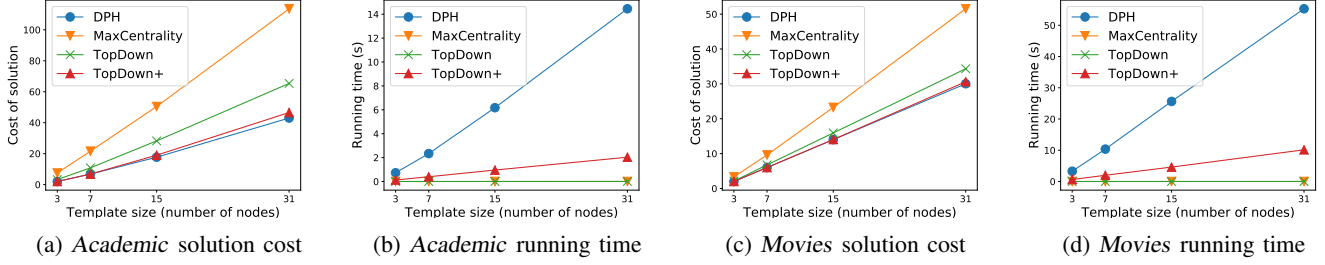 Cost of solution
100
80
60
40
20
0
DPH
MaxCentrality
TopDown
TopDown+
3 7 15 31
Template size (number of nodes)
(a) Academic solution cost
Running time (s)
14
12
10
8
6
4
2
0
DPH
MaxCentrality
TopDown
TopDown+
3 7 15 31
Template size (number of nodes)
(b) Academic running time
Cost of solution
50
40
30
20
10
0
DPH
MaxCentrality
TopDown
TopDown+
3 7 15 31
Template size (number of nodes)
(c) Movies solution cost
Running time (s)
50
40
30
20
10
0
DPH
MaxCentrality
TopDown
TopDown+
3 7 15 31
Template size (number of nodes)
(d) Movies running time